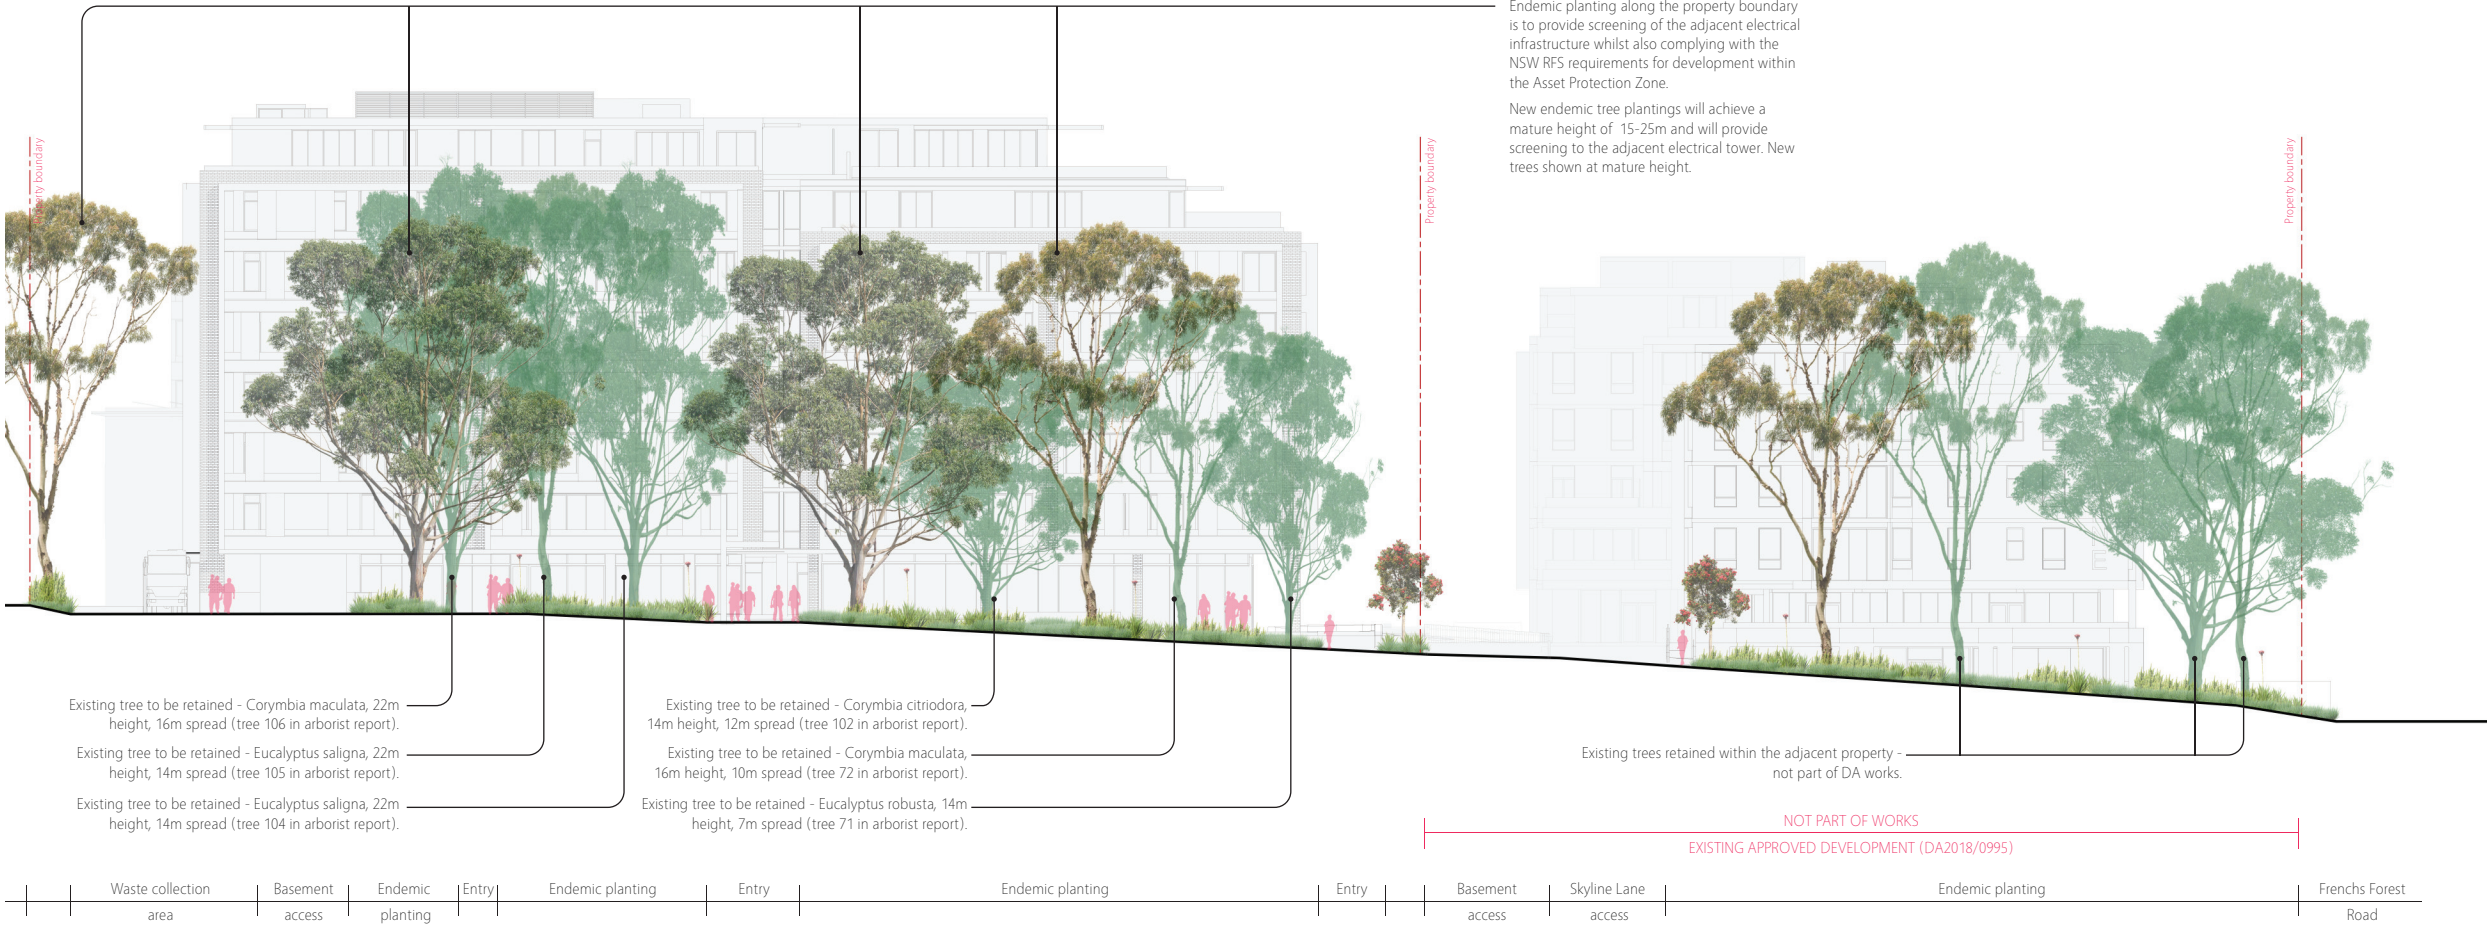 Endemic planting along the property boundary
is to provide screening of the adjacent electrical
infrastructure whilst also complying with the
NSW RFS requirements for development within
the Asset Protection Zone.
New endemic tree plantings will achieve a
mature height of 15-25m and will provide
screening to the adjacent electrical tower. New
trees shown at mature height.
Property boundary
Property boundary
Property boundary
Existing tree to be retained - Corymbia maculata, 22m
height, 16m spread (tree 106 in arborist report).
Existing tree to be retained - Eucalyptus saligna, 22m
height, 14m spread (tree 105 in arborist report).
Existing tree to be retained - Eucalyptus saligna, 22m
height, 14m spread (tree 104 in arborist report).
Existing tree to be retained - Corymbia citriodora,
14m height, 12m spread (tree 102 in arborist report).
Existing tree to be retained - Corymbia maculata,
16m height, 10m spread (tree 72 in arborist report).
Existing tree to be retained - Eucalyptus robusta, 14m
height, 7m spread (tree 71 in arborist report).
Existing trees retained within the adjacent property -
not part of DA works.
NOT PART OF WORKS
EXISTING APPROVED DEVELOPMENT (DA2018/0995)
Waste collection
area
Basement
access
Endemic
planting
Entry
Endemic planting
Entry
Endemic planting
Entry
Basement
access
Skyline Lane
access
Endemic planting
Frenchs Forest
Road